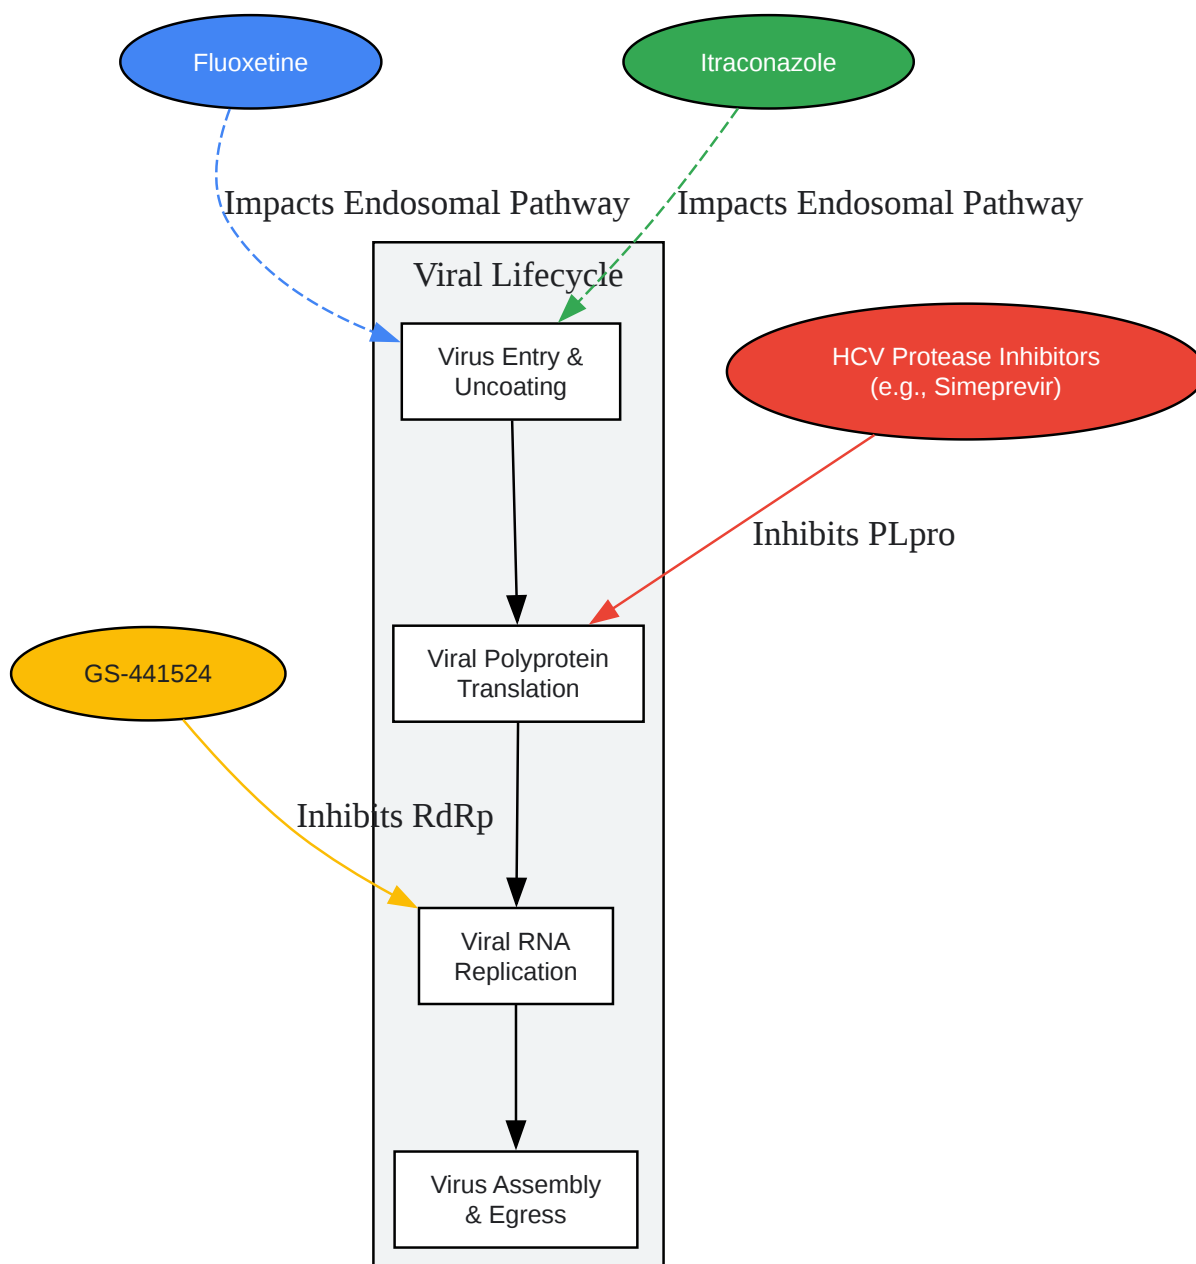 Fluoxetine
Itraconazole
Impacts Endosomal Pathway
Impacts Endosomal Pathway
Viral Lifecycle
Virus Entry &
Uncoating
HCV Protease Inhibitors
(e.g., Simeprevir)
Inhibits PLpro
Viral Polyprotein
Translation
GS-441524
Inhibits RdRp
Viral RNA
Replication
Virus Assembly
& Egress